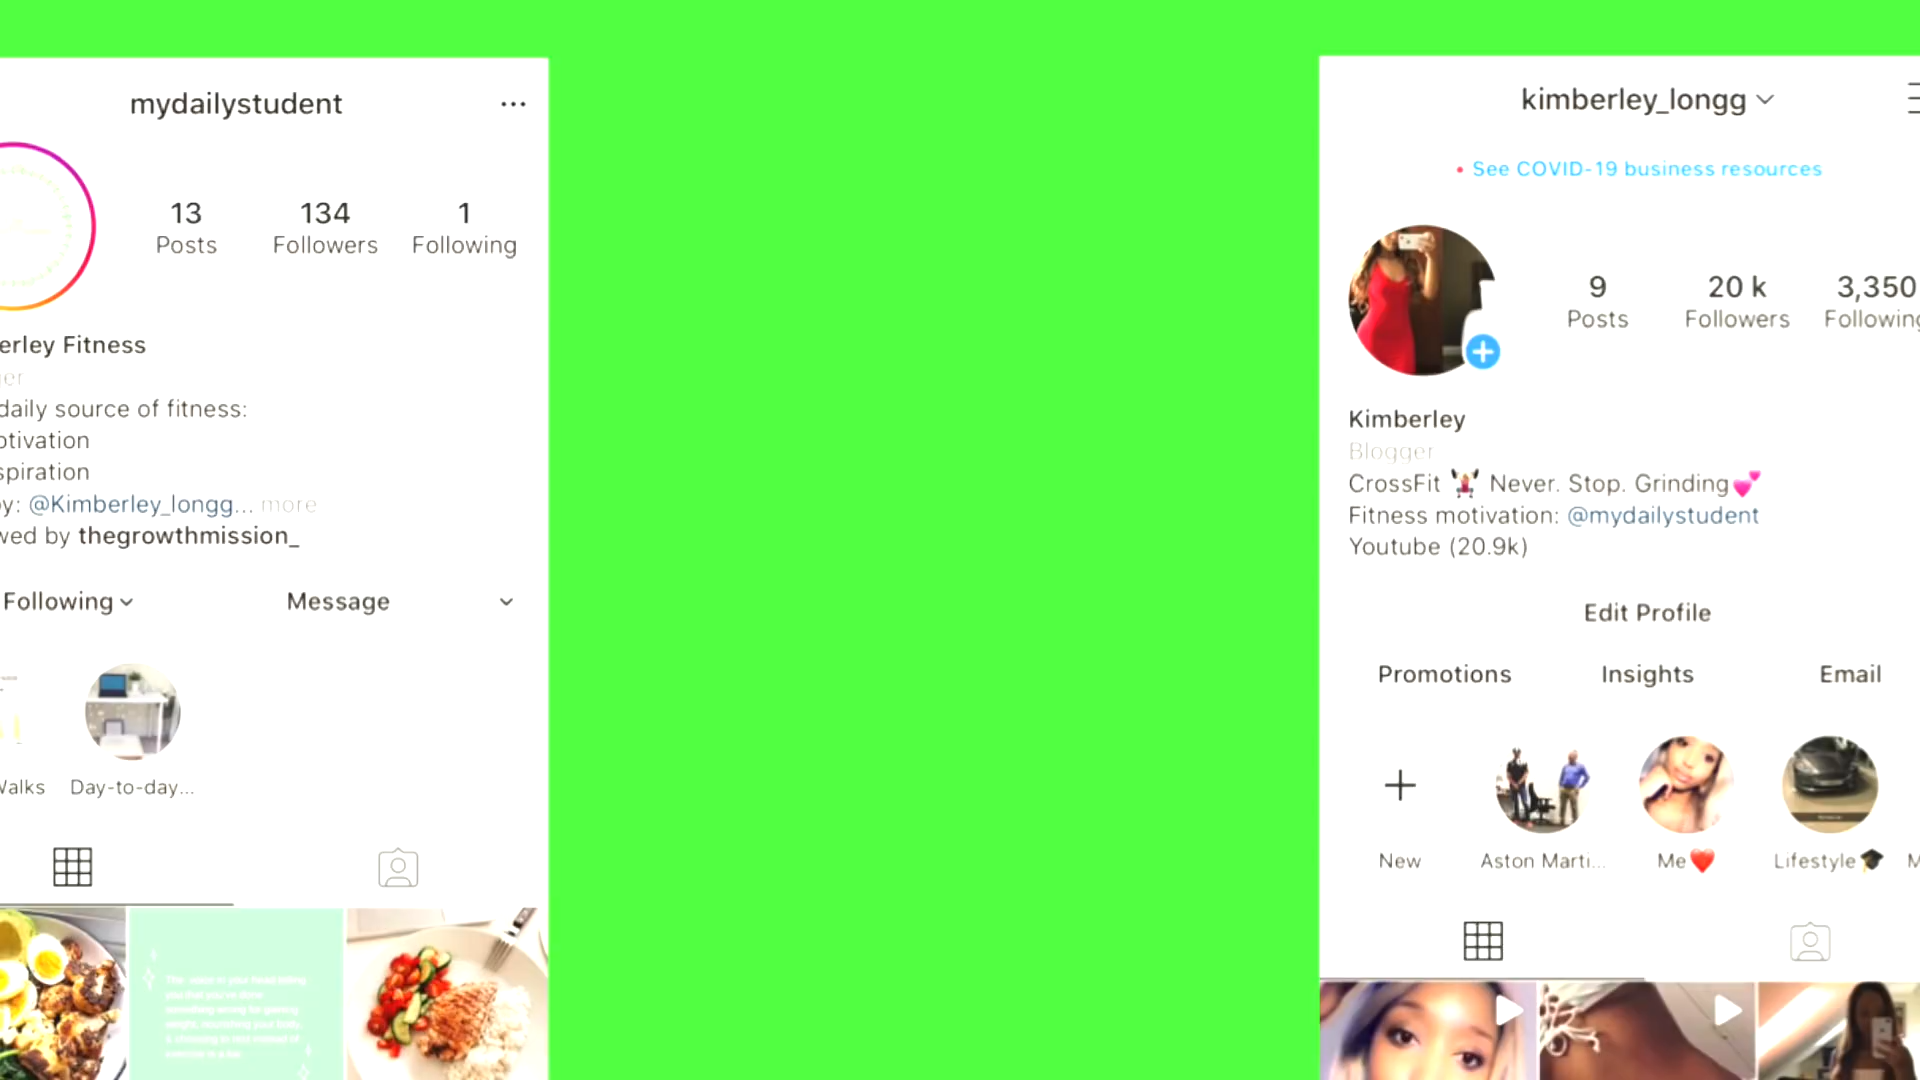 mydailystudent
13
134
1
Posts
Followers
Following
erley Fitness
er
daily source of fitness:
otivation
spiration
y: @Kimberley_longg... more
wed by thegrowthmission_
Following
Message
Walks
Day-to-day...
kimberley_longg
• See COVID-19 business resources
9
20 k
3,350
Posts
Followers
Following
Kimberley
Blogger
CrossFit 🏋️‍♀️ Never. Stop. Grinding💕
Fitness motivation: @mydailystudent
Youtube (20.9k)
Edit Profile
Promotions
Insights
Email
New
Aston Marti...
Me❤️
Lifestyle🎓
M